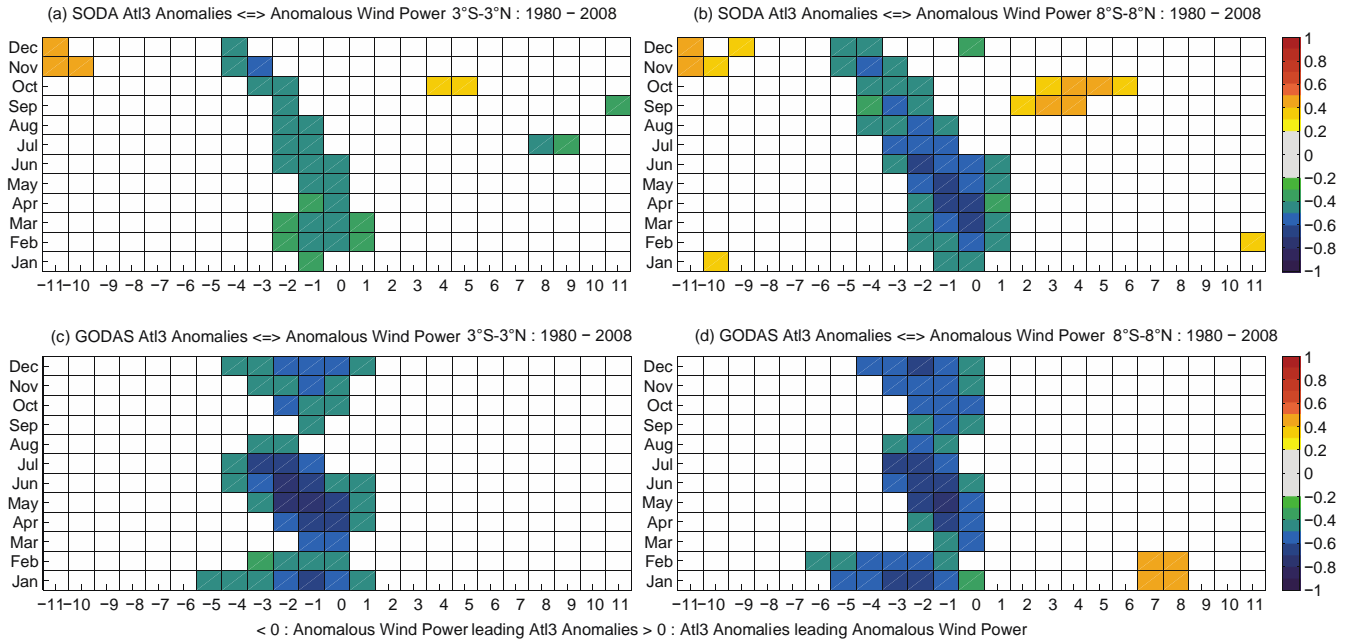 (a) SODA Atl3 Anomalies <=> Anomalous Wind Power 3°S-3°N : 1980 − 2008
Dec
Nov
Oct
Sep
Aug
Jul
Jun
May
Apr
Mar
Feb
Jan
−11 −10 −9 −8 −7 −6 −5 −4 −3 −2 −1 0 1 2 3 4 5 6 7 8 9 10 11
(b) SODA Atl3 Anomalies <=> Anomalous Wind Power 8°S-8°N : 1980 − 2008
Dec
Nov
Oct
Sep
Aug
Jul
Jun
May
Apr
Mar
Feb
Jan
−11 −10 −9 −8 −7 −6 −5 −4 −3 −2 −1 0 1 2 3 4 5 6 7 8 9 10 11
1
0.8
0.6
0.4
0.2
0
−0.2
−0.4
−0.6
−0.8
−1
(c) GODAS Atl3 Anomalies <=> Anomalous Wind Power 3°S-3°N : 1980 − 2008
Dec
Nov
Oct
Sep
Aug
Jul
Jun
May
Apr
Mar
Feb
Jan
−11 −10 −9 −8 −7 −6 −5 −4 −3 −2 −1 0 1 2 3 4 5 6 7 8 9 10 11
(d) GODAS Atl3 Anomalies <=> Anomalous Wind Power 8°S-8°N : 1980 − 2008
Dec
Nov
Oct
Sep
Aug
Jul
Jun
May
Apr
Mar
Feb
Jan
−11 −10 −9 −8 −7 −6 −5 −4 −3 −2 −1 0 1 2 3 4 5 6 7 8 9 10 11
1
0.8
0.6
0.4
0.2
0
−0.2
−0.4
−0.6
−0.8
−1
< 0 : Anomalous Wind Power leading Atl3 Anomalies > 0 : Atl3 Anomalies leading Anomalous Wind Power